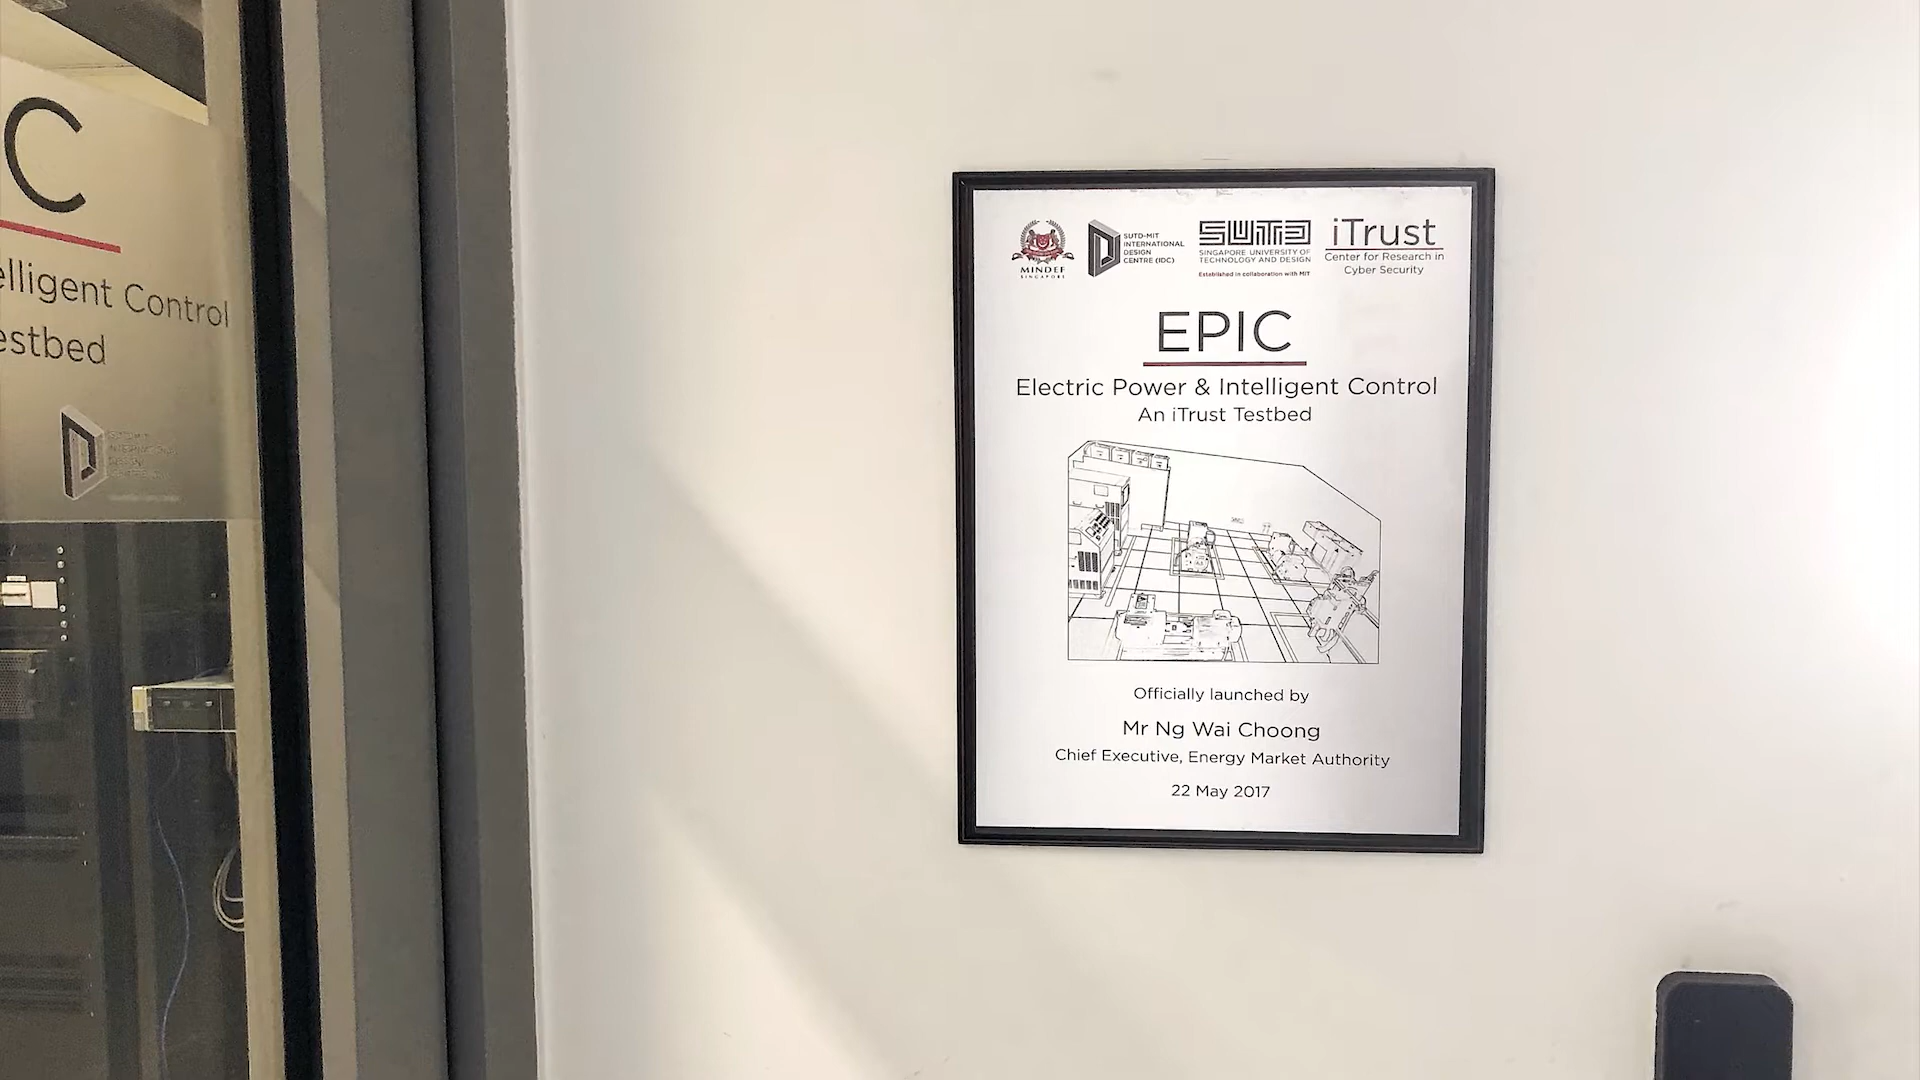 C
elligent Control
estbed
MINDEF
SINGAPORE
SUTD-MIT
INTERNATIONAL
DESIGN
CENTRE (IDC)
SUTD
SINGAPORE UNIVERSITY OF
TECHNOLOGY AND DESIGN
Established in collaboration with MIT
iTrust
Center for Research in
Cyber Security
EPIC
Electric Power & Intelligent Control
An iTrust Testbed
Officially launched by
Mr Ng Wai Choong
Chief Executive, Energy Market Authority
22 May 2017